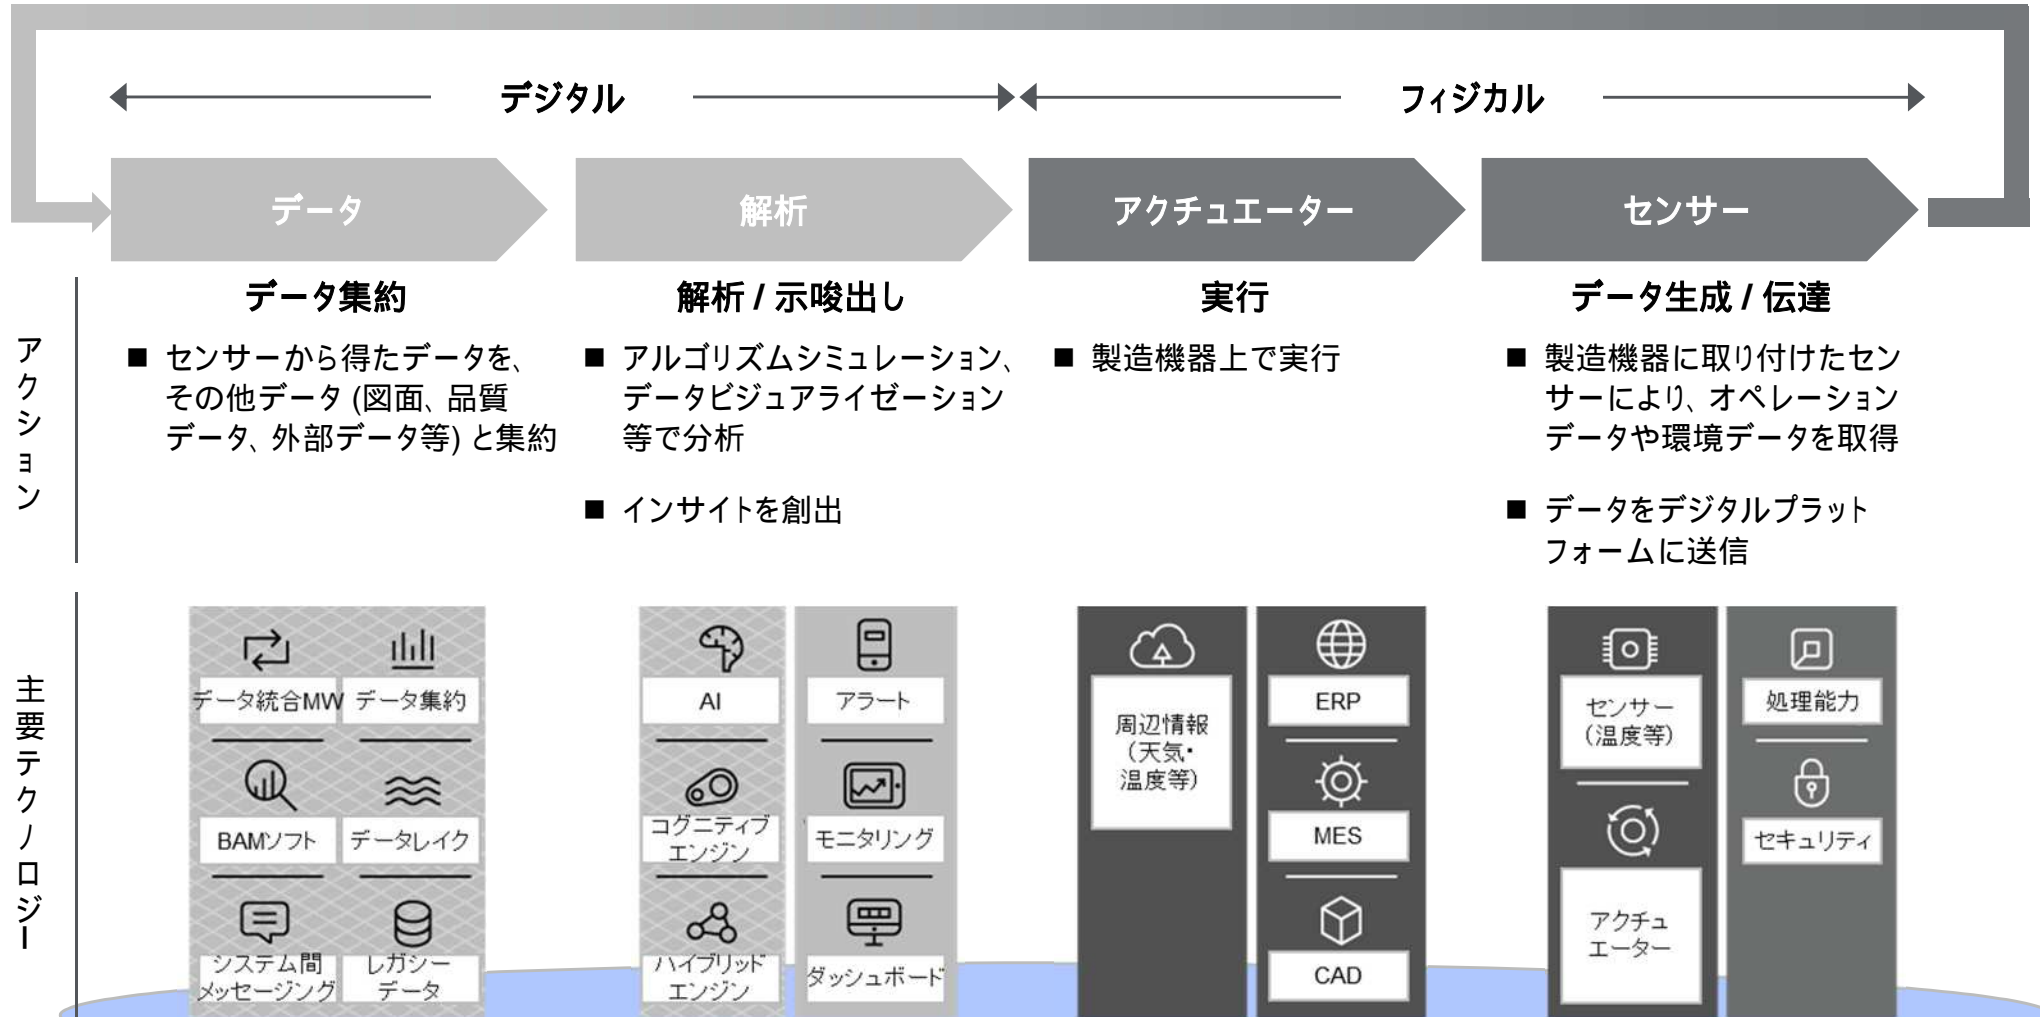 デジタル
フィジカル
データ
解析
アクチュエーター
センサー
アクション
データ集約
■ センサーから得たデータを、
その他データ (図面、品質
データ、外部データ等) と集約
解析 / 示唆出し
■ アルゴリズムシミュレーション、
データビジュアライゼーション
等で分析
■ インサイトを創出
実行
■ 製造機器上で実行
データ生成 / 伝達
■ 製造機器に取り付けたセン
サーにより、オペレーション
データや環境データを取得
■ データをデジタルプラット
フォームに送信
主要テクノロジー
データ統合MW
データ集約
BAMソフト
データレイク
システム間
メッセージング
レガシー
データ
AI
アラート
コグニティブ
エンジン
モニタリング
ハイブリッド
エンジン
ダッシュボード
周辺情報
(天気・
温度等)
ERP
MES
CAD
センサー
(温度等)
処理能力
セキュリティ
アクチュ
エーター